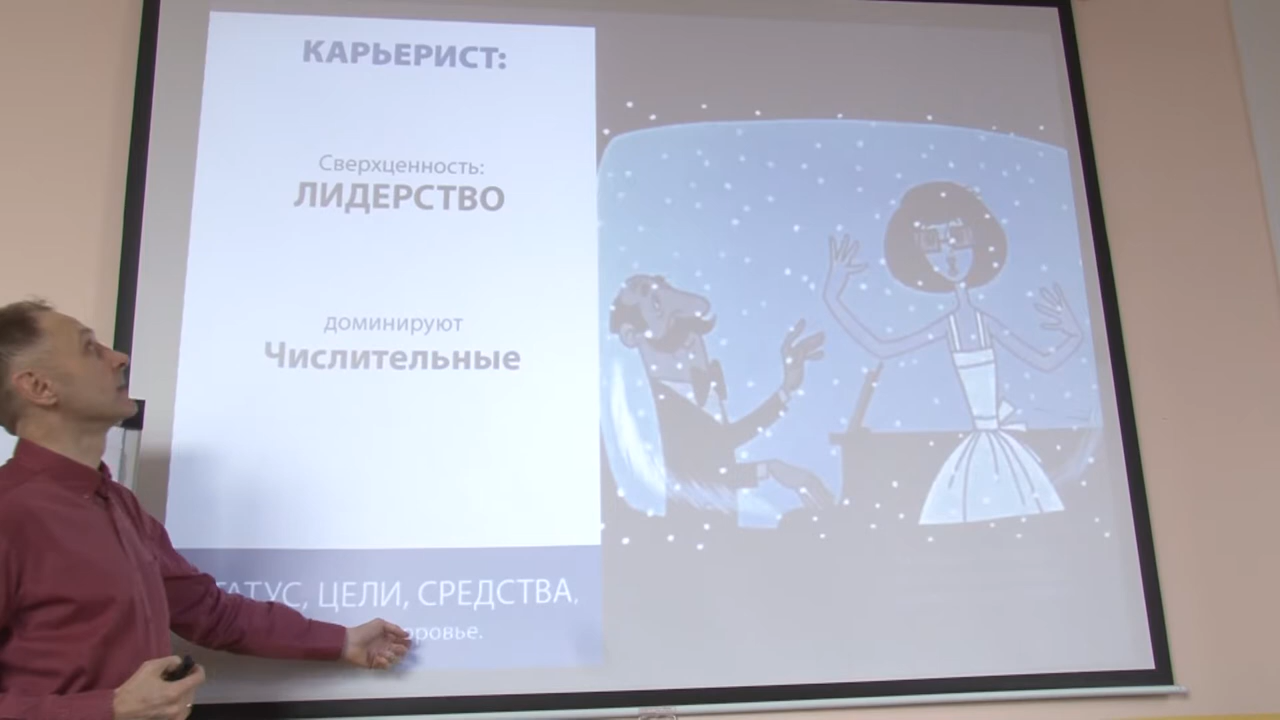 КАРЬЕРИСТ:
Сверхценность:
ЛИДЕРСТВО
доминируют
Числительные
ЦЕЛИ, СРЕДСТВА.